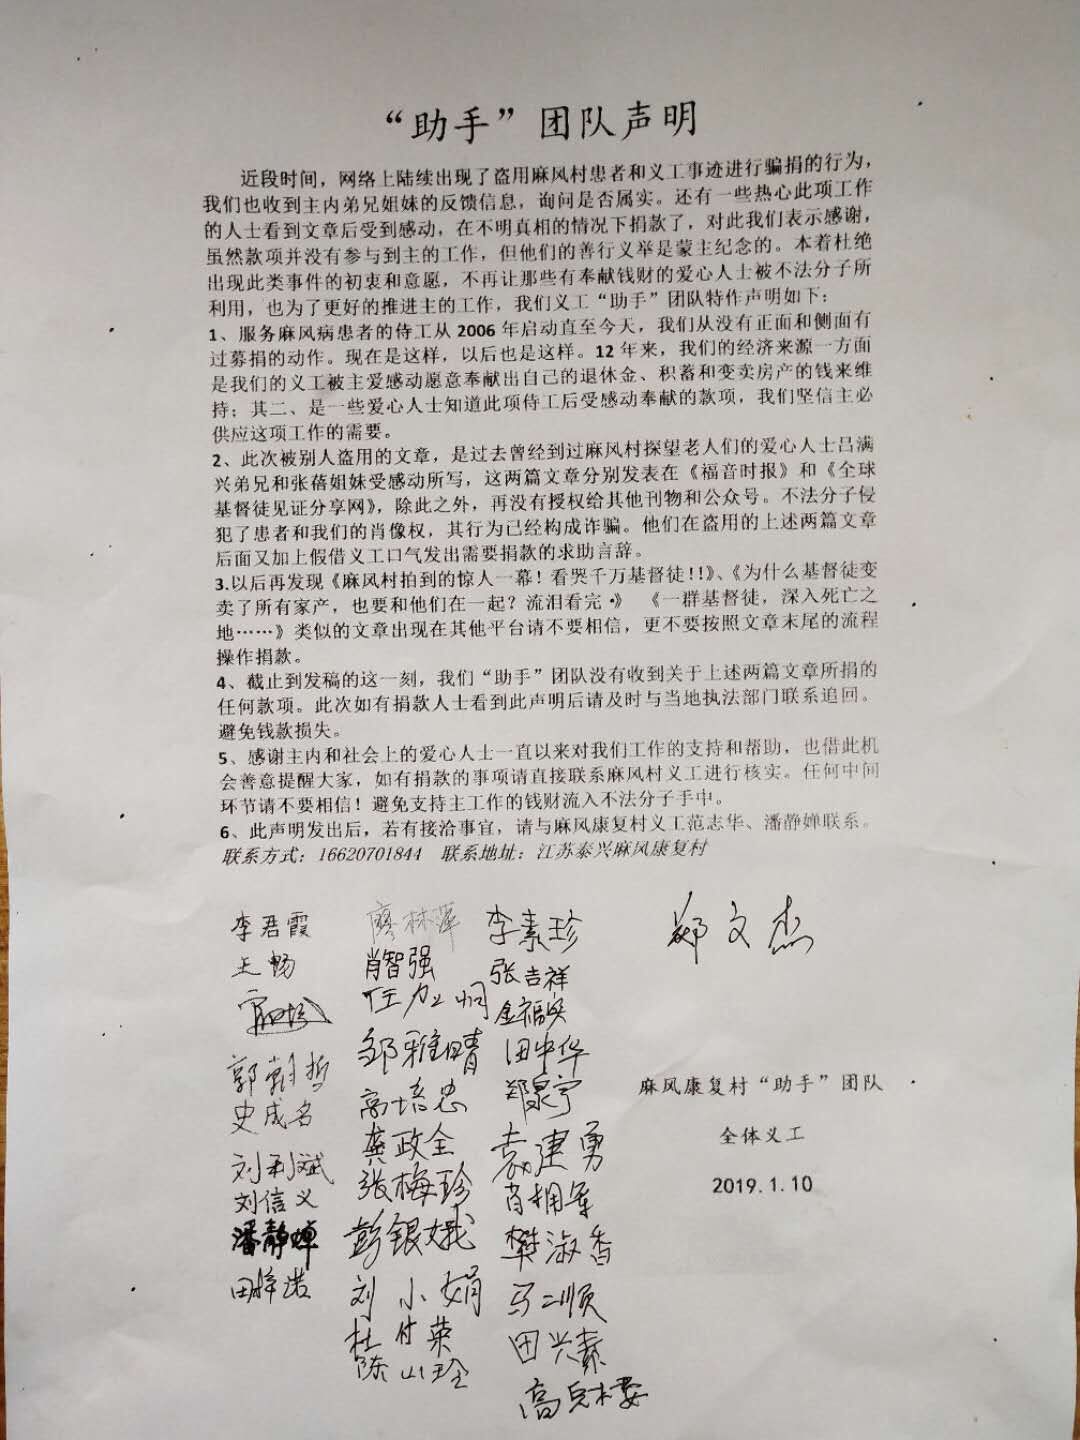 “助手”团队声明
近段时间，网络上陆续出现了盗用麻风村患者和义工事迹进行骗捐的行为，
我们也收到主内弟兄姐妹的反馈信息，询问是否属实。还有一些热心此项工作
的人士看到文章后受到感动，在不明真相的情况下捐款了，对此我们表示感谢，
虽然款项并没有参与到主的工作，但他们的善行义举是蒙主纪念的。本着杜绝
出现此类事件的初衷和意愿，不再让那些有奉献钱财的爱心人士被不法分子所
利用，也为了更好的推进主的工作，我们义工“助手”团队特作声明如下：
1、服务麻风病患者的侍工从 2006 年启动直至今天，我们从没有正面和侧面有
过募捐的动作。现在是这样，以后也是这样。12 年来，我们的经济来源一方面
是我们的义工被主爱感动愿意奉献出自己的退休金、积蓄和变卖房产的钱来维
持；其二、是一些爱心人士知道此项侍工后受感动奉献的款项，我们坚信主必
供应这项工作的需要。
2、此次被别人盗用的文章，是过去曾经到过麻风村探望老人们的爱心人士吕满
兴弟兄和张蓓姐妹受感动所写，这两篇文章分别发表在《福音时报》和《全球
基督徒见证分享网》，除此之外，再没有授权给其他刊物和公众号。不法分子侵
犯了患者和我们的肖像权，其行为已经构成诈骗。他们在盗用的上述两篇文章
后面又加上假借义工口气发出需要捐款的求助言辞。
3.以后再发现《麻风村拍到的惊人一幕！看哭千万基督徒!!》、《为什么基督徒变
卖了所有家产，也要和他们在一起？流泪看完·》 《一群基督徒，深入死亡之
地……》类似的文章出现在其他平台请不要相信，更不要按照文章末尾的流程
操作捐款。
4、截止到发稿的这一刻，我们“助手”团队没有收到关于上述两篇文章所捐的
任何款项。此次如有捐款人士看到此声明后请及时与当地执法部门联系追回。
避免钱款损失。
5、感谢主内和社会上的爱心人士一直以来对我们工作的支持和帮助，也借此机
会善意提醒大家，如有捐款的事项请直接联系麻风村义工进行核实。任何中间
环节请不要相信！避免支持主工作的钱财流入不法分子手中。
6、此声明发出后，若有接洽事宜，请与麻风康复村义工范志华、潘静婵联系。
联系方式：16620701844 联系地址：江苏泰兴麻风康复村
李君霞 廖林萍 李素珍 郑文杰
王畅 肖智强 张吉祥
邹雅晴 田中华
郭朝哲 高培忠 郑泉宁
史成名 龚政全 袁建勇
刘利斌 张梅珍 肖拥军
刘信义 彭银娥 樊淑香
潘静婵 刘小娟 马二顺
杜付荣 田兴素
陈山玲
麻风康复村“助手”团队
全体义工
2019.1.10